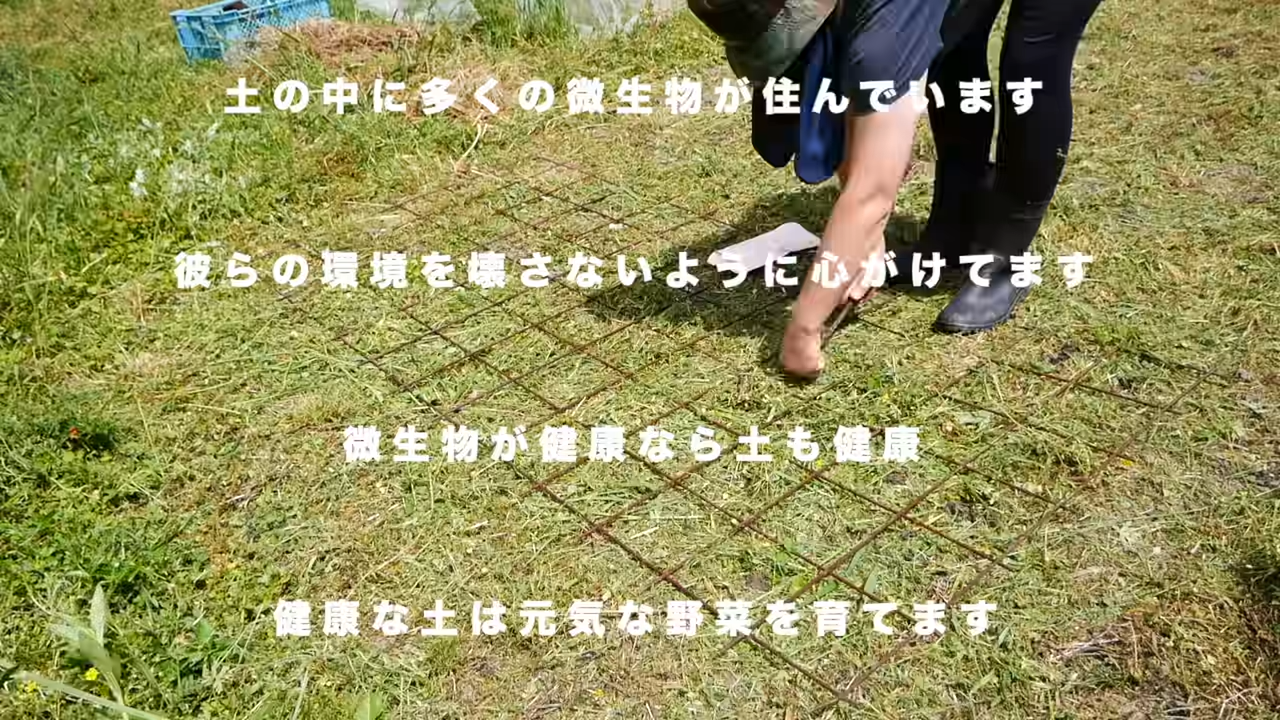 土の中に多くの微生物が住んでいます
彼らの環境を壊さないように心がけてます
微生物が健康なら土も健康
健康な土は元気な野菜を育てます